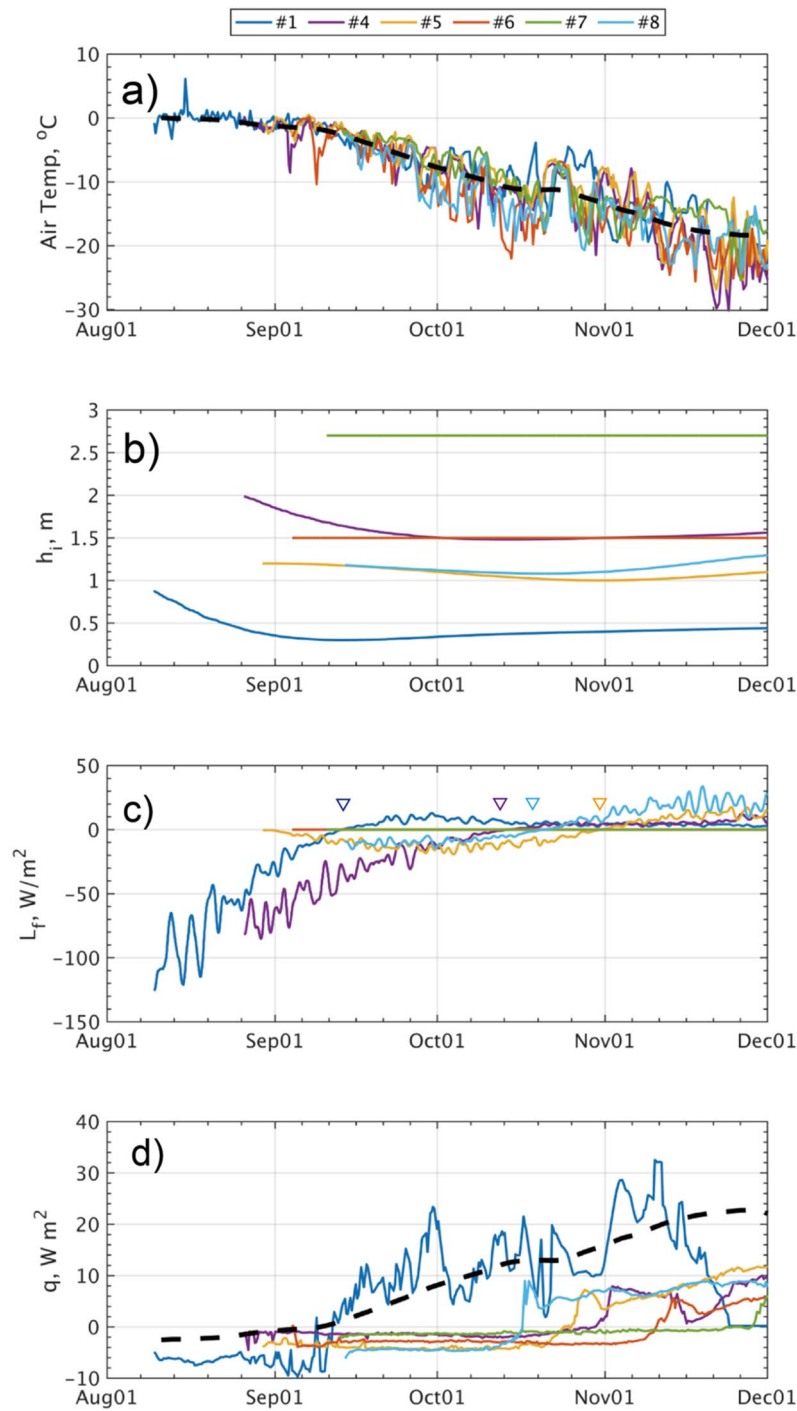 #1 #4 #5 #6 #7 #8
a)
Air Temp, °C
10
0
−10
−20
−30
Aug01 Sep01 Oct01 Nov01 Dec01
b)
h_i, m
3
2.5
2
1.5
1
0.5
0
Aug01 Sep01 Oct01 Nov01 Dec01
c)
L_f, W/m²
50
0
−50
−100
−150
Aug01 Sep01 Oct01 Nov01 Dec01
d)
q, W m²
40
30
20
10
0
−10
Aug01 Sep01 Oct01 Nov01 Dec01